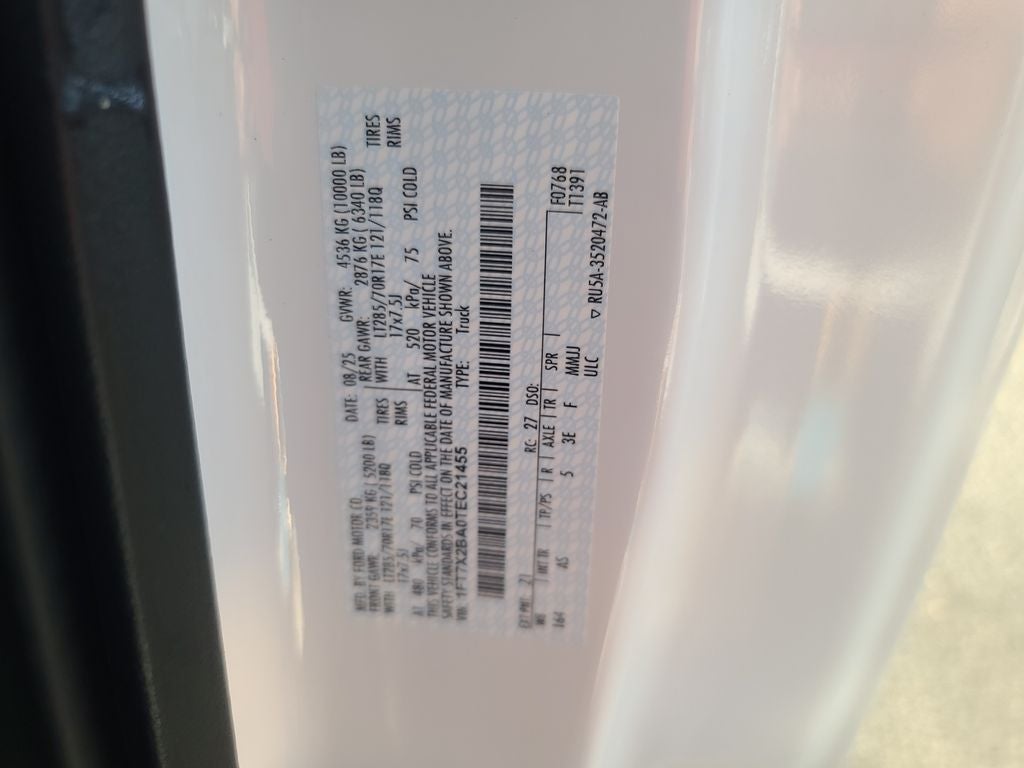 MFD. BY FORD MOTOR CO.
DATE: 08/25 GVWR: 4536 KG (10000 LB)
FRONT GAWR: 2359 KG ( 5200 LB) REAR GAWR: 2876 KG ( 6340 LB)
WITH LT285/70R17E 121/118Q TIRES WITH LT285/70R17E 121/118Q TIRES
17x7.5J RIMS 17x7.5J RIMS
AT 480 kPa/ 70 PSI COLD AT 520 kPa/ 75 PSI COLD
THIS VEHICLE CONFORMS TO ALL APPLICABLE FEDERAL MOTOR VEHICLE
SAFETY STANDARDS IN EFFECT ON THE DATE OF MANUFACTURE SHOWN ABOVE.
VIN: 1FT7X2BA0TEC21455 TYPE: Truck
EXT PNT: Z1 RC: 27 DSO:
WB INT TR TP/PS R AXLE TR SPR F0768
164 AS 5 3E F MMJJ T1391
ULC
▽ RU5A-3520472-AB